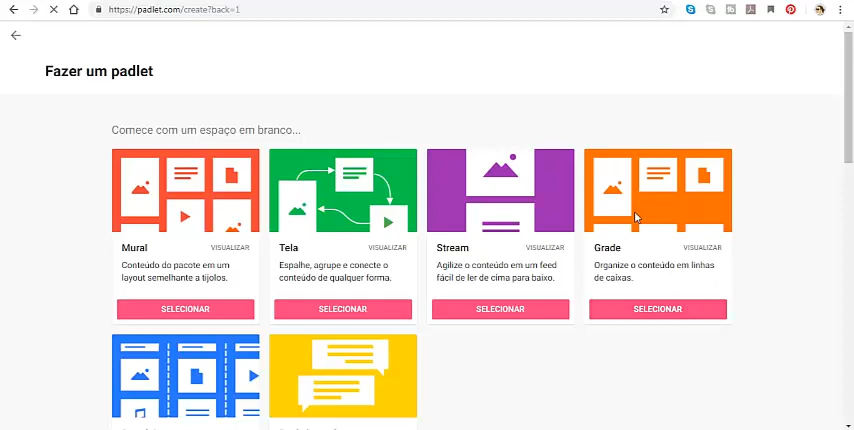 https://padlet.com/create?back=1
Fazer um padlet
Comece com um espaço em branco...
Mural VISUALIZAR
Conteúdo do pacote em um
layout semelhante a tijolos.
SELECIONAR
Tela VISUALIZAR
Espalhe, agrupe e conecte o
conteúdo de qualquer forma.
SELECIONAR
Stream VISUALIZAR
Agilize o conteúdo em um feed
fácil de ler de cima para baixo.
SELECIONAR
Grade VISUALIZAR
Organize o conteúdo em linhas
de caixas.
SELECIONAR